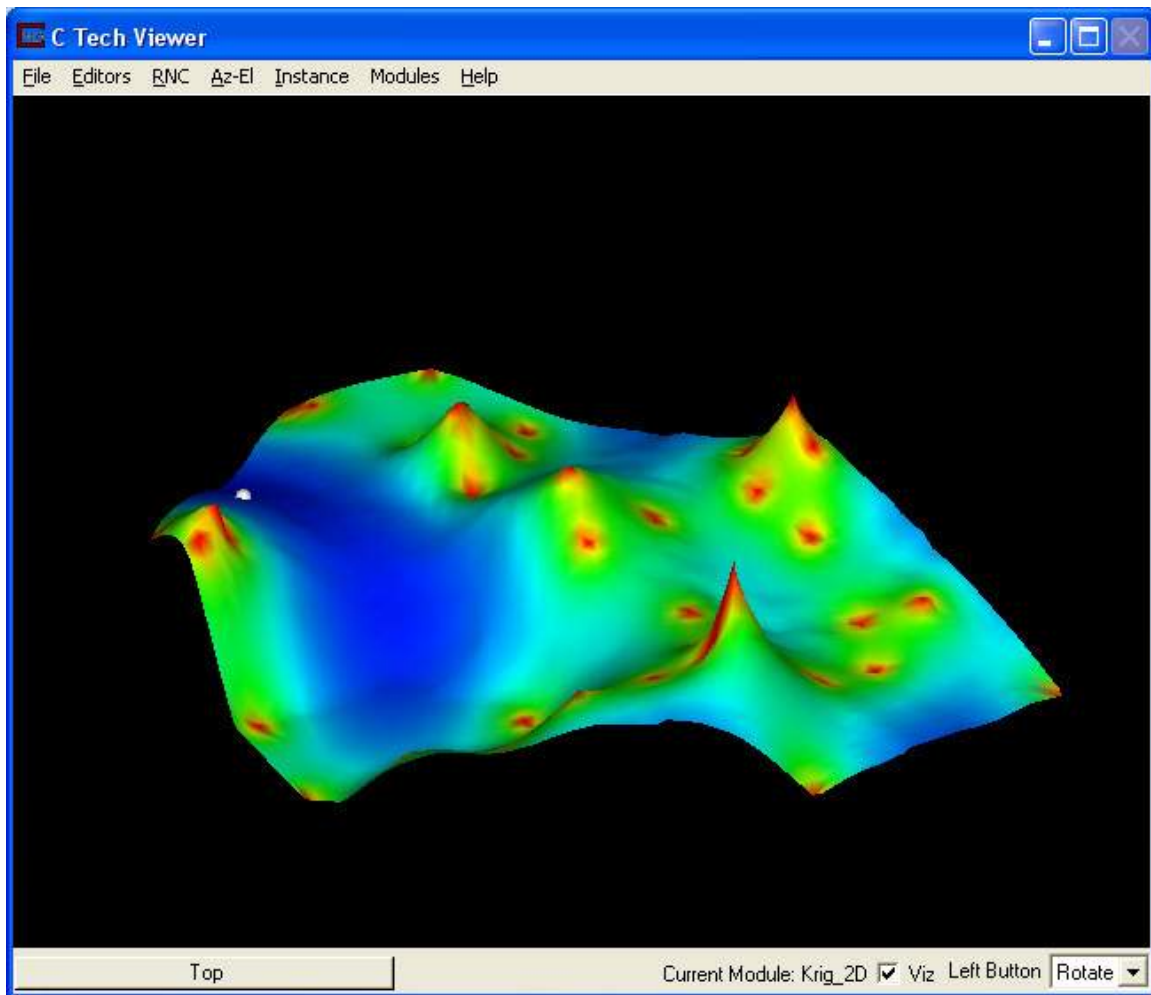 C Tech Viewer
File Editors RNC Az-El Instance Modules Help
Top Current Module: Krig_2D Viz Left Button Rotate